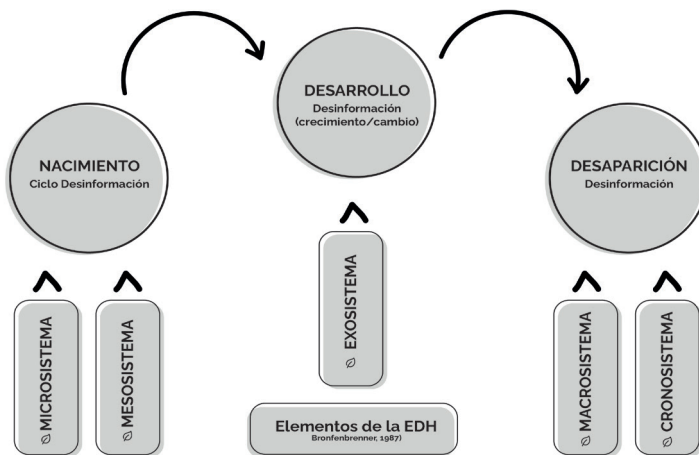 DESARROLLO
Desinformación
(crecimiento/cambio)
NACIMIENTO
Ciclo Desinformación
DESAPARICIÓN
Desinformación
MICROSISTEMA
MESOSISTEMA
EXOSISTEMA
MACROSISTEMA
CRONOSISTEMA
Elementos de la EDH
Bronfenbrenner, 1987)